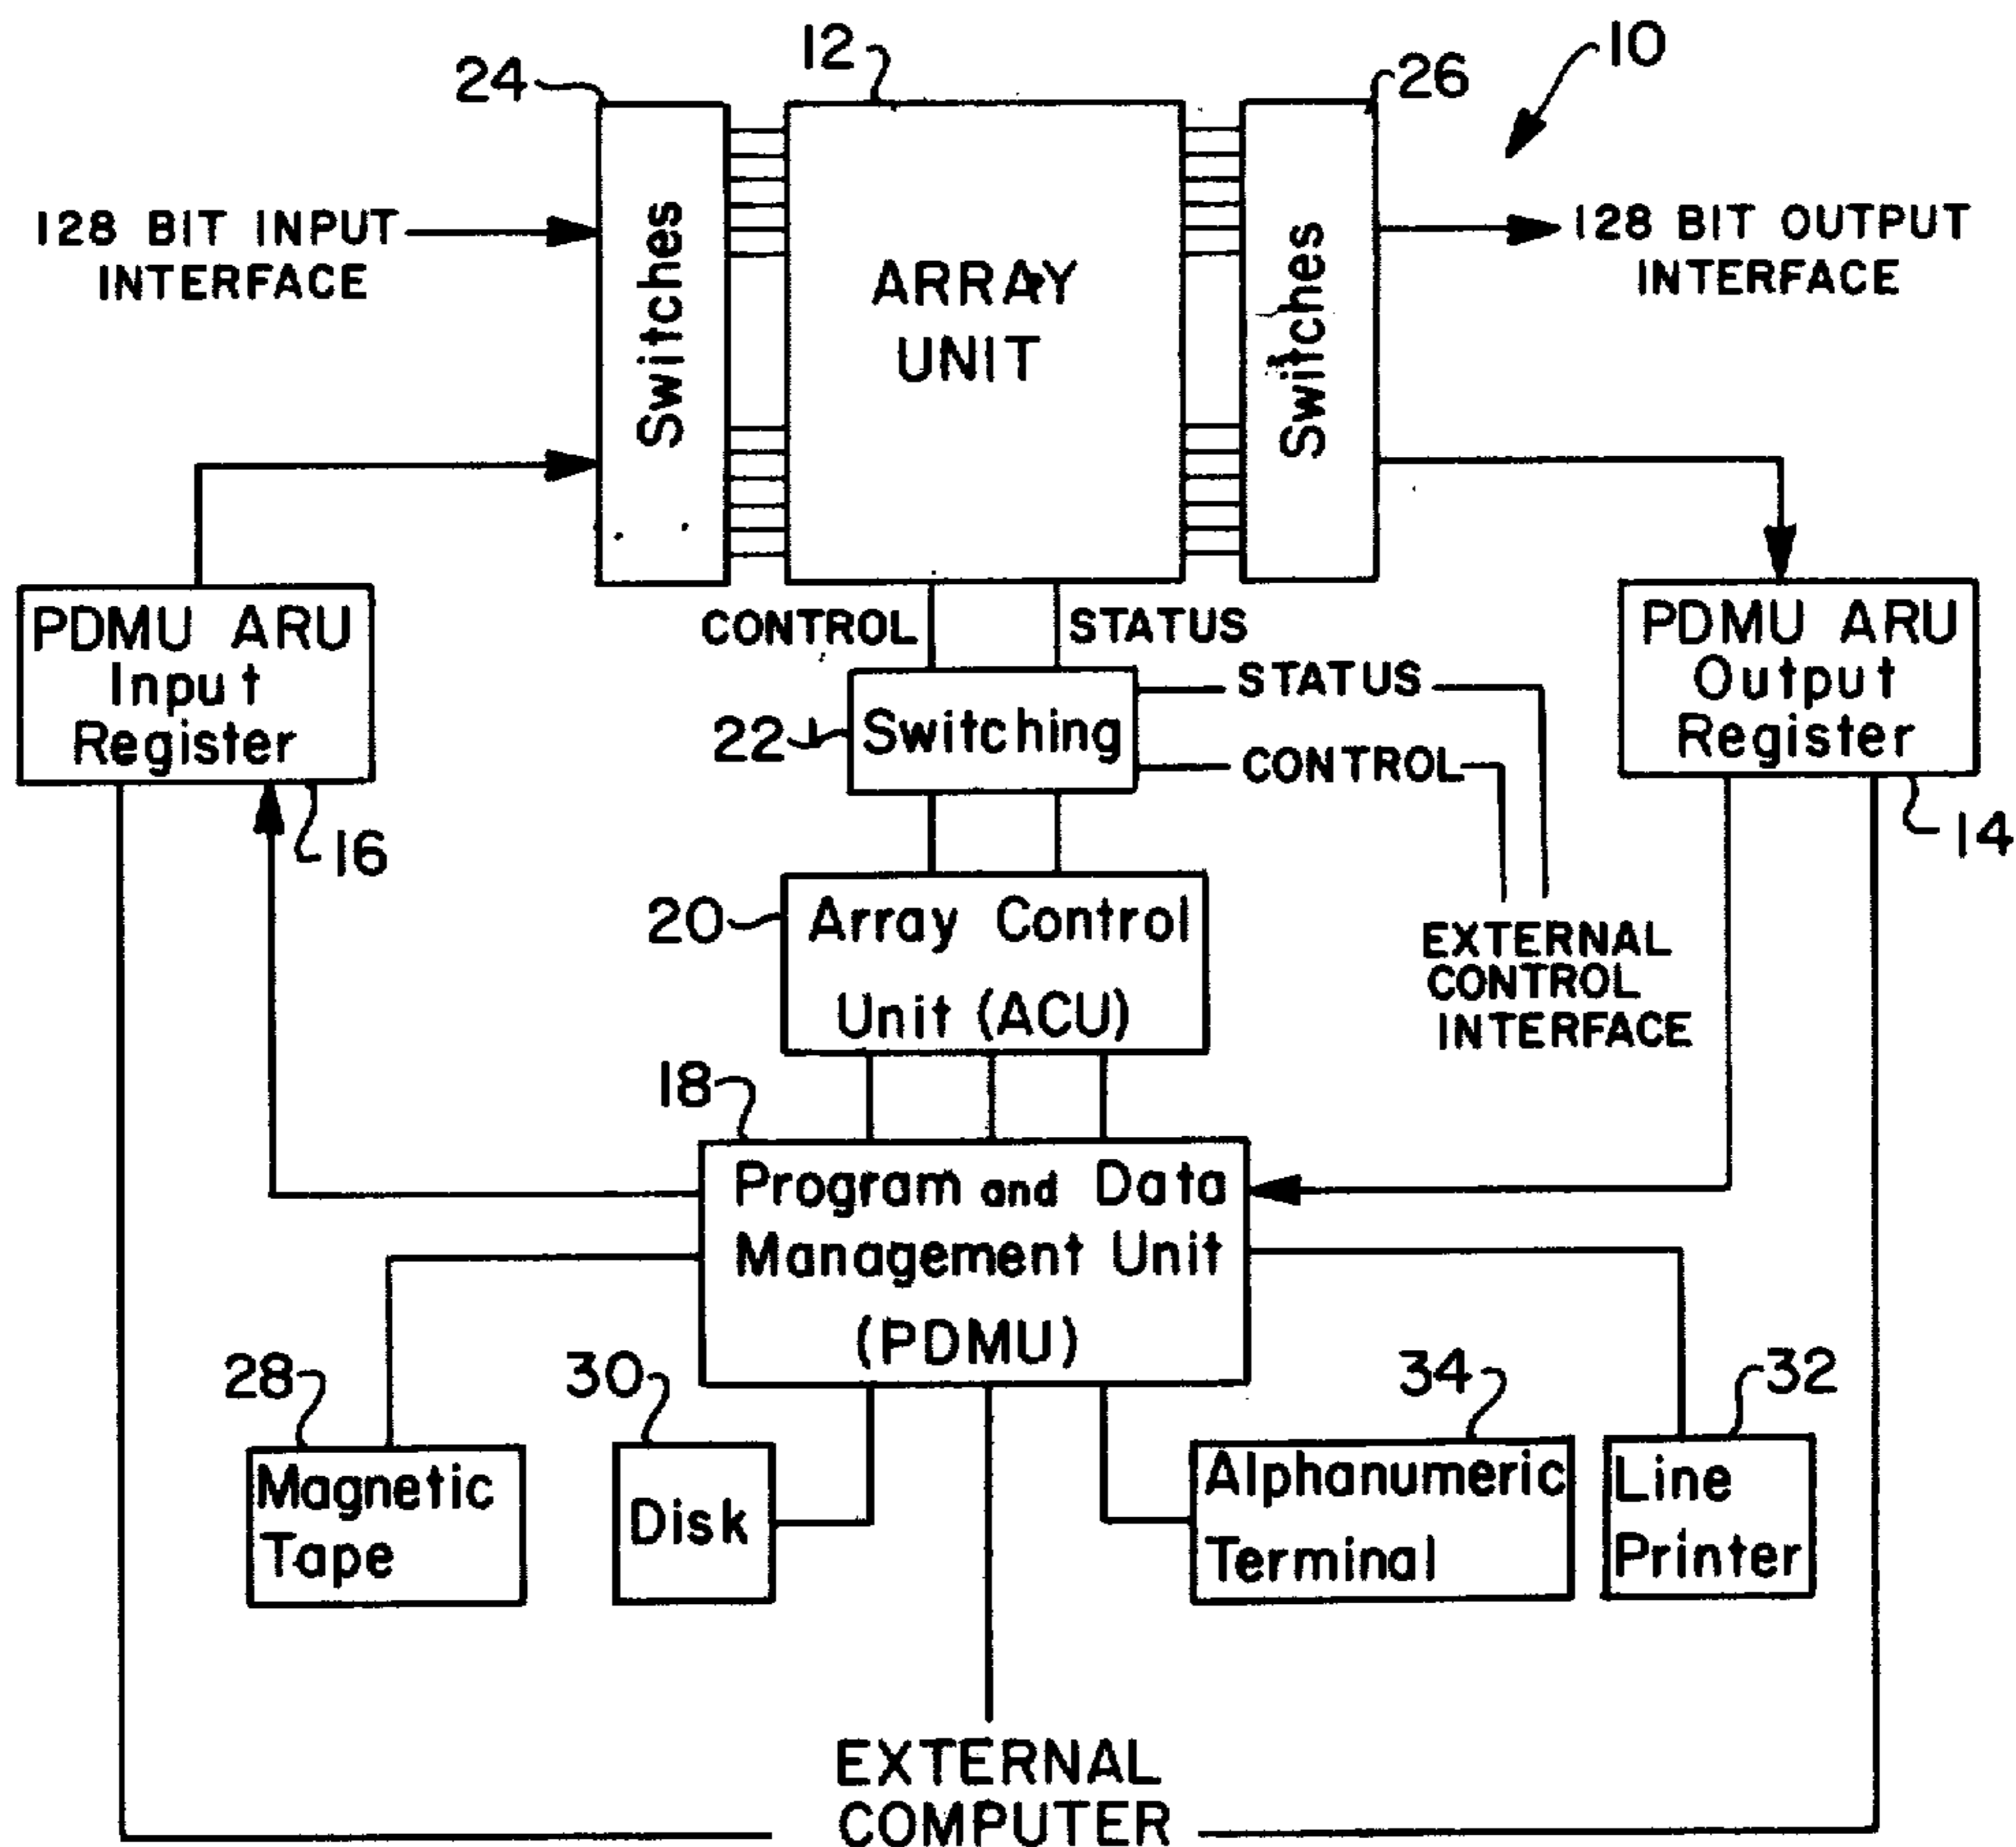 12
10
24
26
128 BIT INPUT
INTERFACE
Switches
ARRAY
UNIT
Switches
128 BIT OUTPUT
INTERFACE
PDMU ARU
Input
Register
16
CONTROL
STATUS
22
Switching
STATUS
CONTROL
PDMU ARU
Output
Register
14
20
Array Control
Unit (ACU)
EXTERNAL
CONTROL
INTERFACE
18
Program and Data
Management Unit
(PDMU)
28
Magnetic
Tape
30
Disk
34
Alphanumeric
Terminal
32
Line
Printer
EXTERNAL
COMPUTER